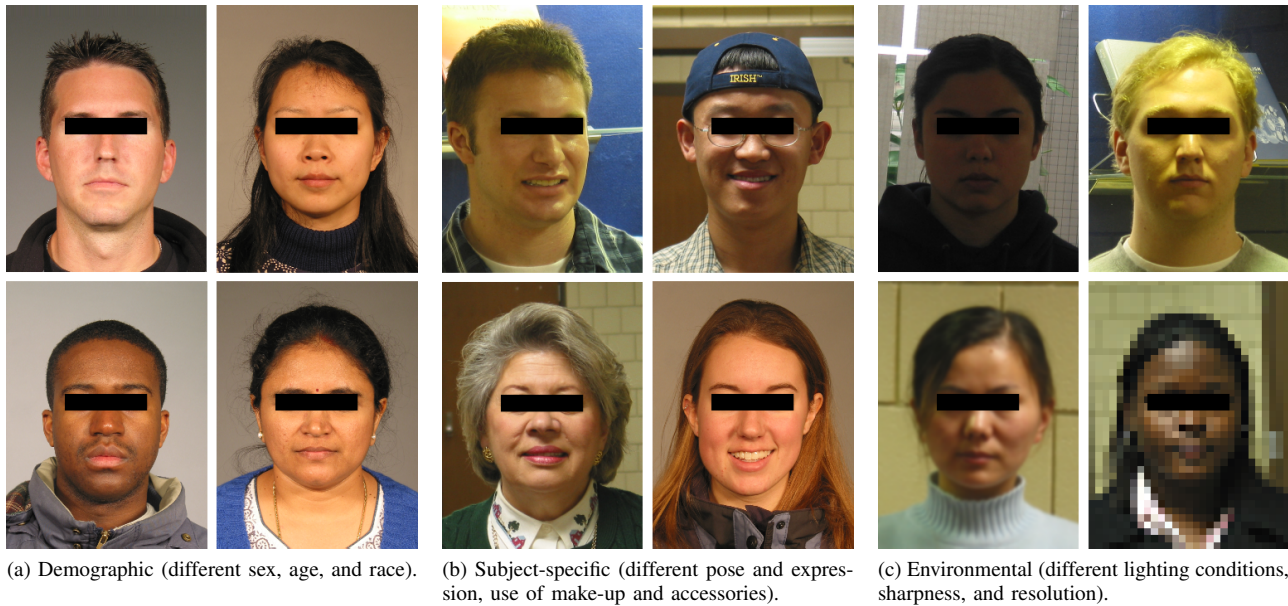 IRISH™
(a) Demographic (different sex, age, and race).
(b) Subject-specific (different pose and expres-
sion, use of make-up and accessories).
(c) Environmental (different lighting conditions,
sharpness, and resolution).